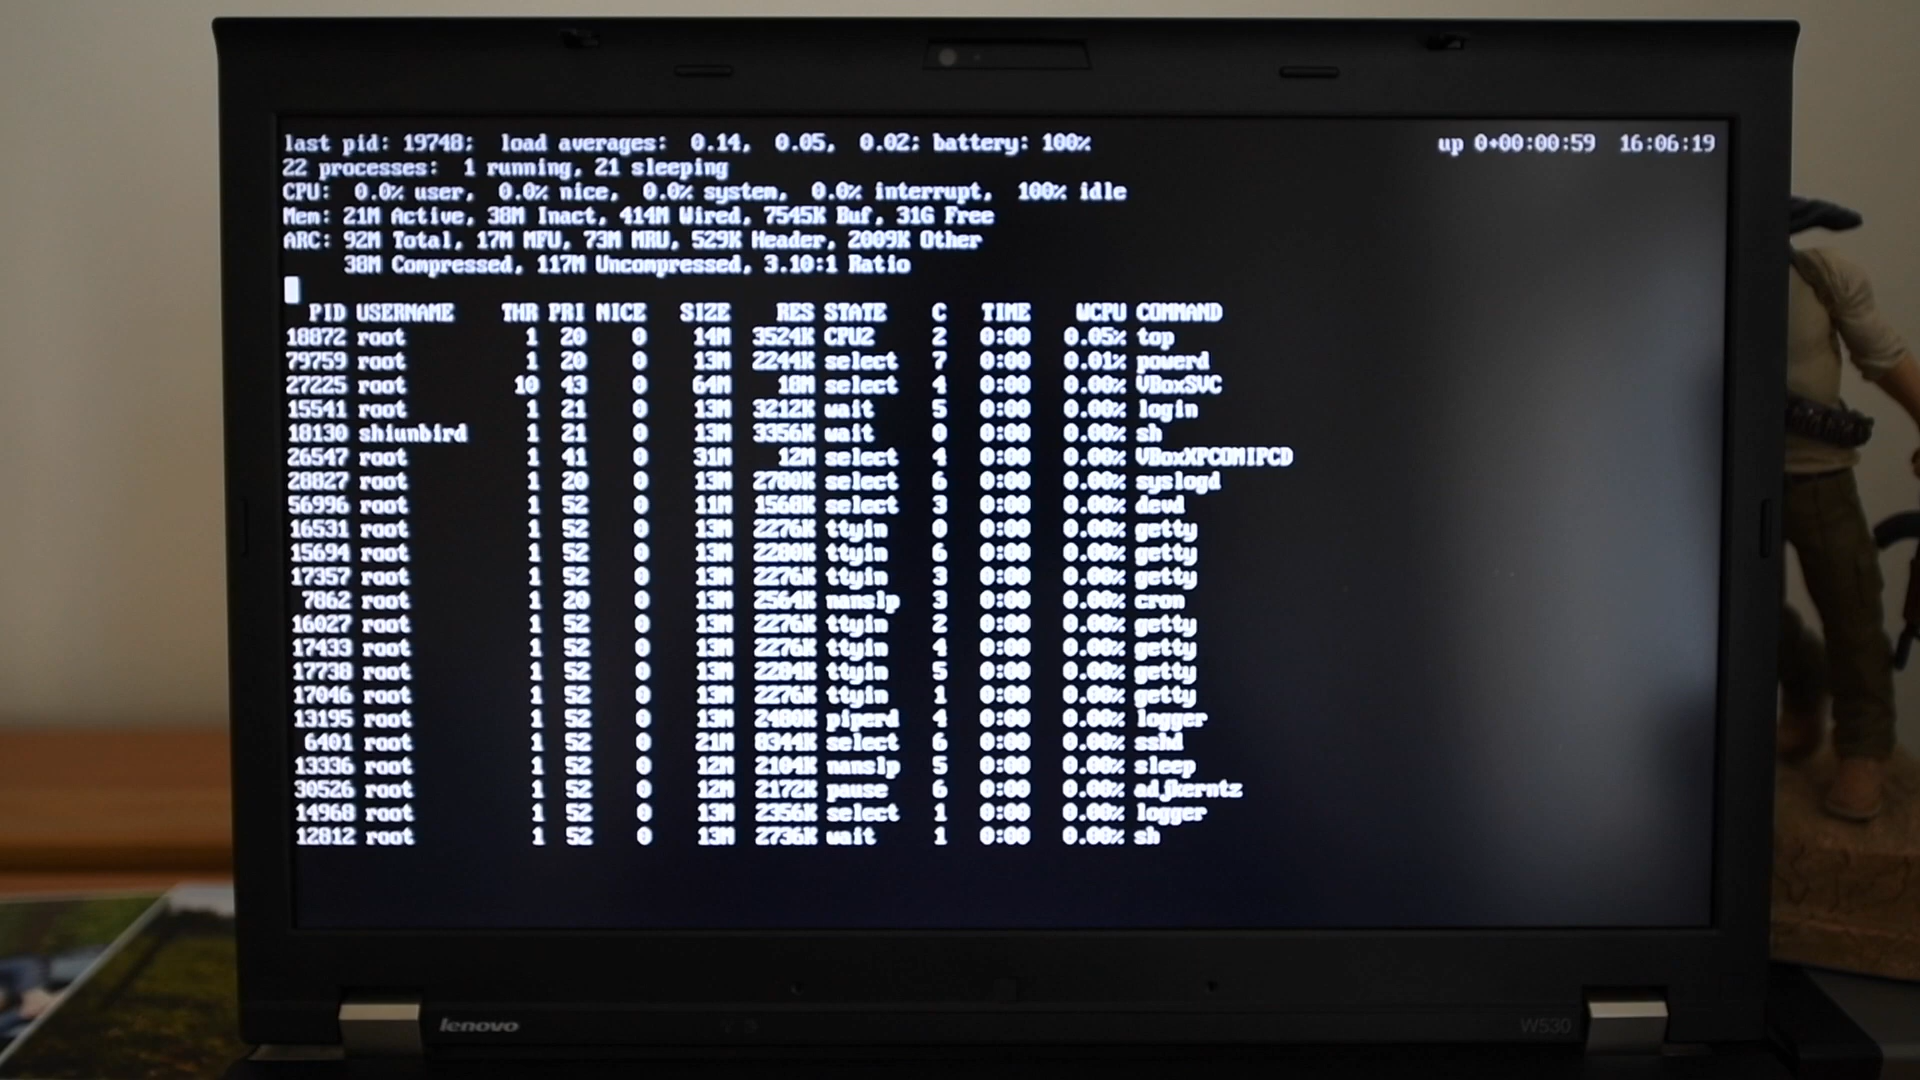 last pid: 19748;  load averages:  0.14,  0.05,  0.02; battery: 100%    up 0+00:00:59  16:06:19
22 processes:  1 running, 21 sleeping
CPU:  0.0% user,  0.0% nice,  0.0% system,  0.0% interrupt,  100% idle
Mem: 21M Active, 38M Inact, 414M Wired, 7545K Buf, 31G Free
ARC: 92M Total, 17M MFU, 73M MRU, 529K Header, 2009K Other
     38M Compressed, 117M Uncompressed, 3.10:1 Ratio
  PID USERNAME    THR PRI NICE   SIZE    RES STATE    C   TIME    WCPU COMMAND
18872 root          1  20    0    14M  3524K CPU2     2   0:00   0.05% top
79759 root          1  20    0    13M  2244K select   7   0:00   0.01% powerd
27225 root         10  43    0    64M    18M select   4   0:00   0.00% VBoxSVC
15541 root          1  21    0    13M  3212K wait     5   0:00   0.00% login
18130 shiunbird     1  21    0    13M  3356K wait     0   0:00   0.00% sh
26547 root          1  41    0    31M    12M select   4   0:00   0.00% VBoxXPCOMIPCD
28827 root          1  20    0    13M  2780K select   6   0:00   0.00% syslogd
56996 root          1  52    0    11M  1568K select   3   0:00   0.00% devd
16531 root          1  52    0    13M  2276K ttyin    0   0:00   0.00% getty
15694 root          1  52    0    13M  2280K ttyin    6   0:00   0.00% getty
17357 root          1  52    0    13M  2276K ttyin    3   0:00   0.00% getty
 7862 root          1  20    0    13M  2564K nanslp   3   0:00   0.00% cron
16027 root          1  52    0    13M  2276K ttyin    2   0:00   0.00% getty
17433 root          1  52    0    13M  2276K ttyin    4   0:00   0.00% getty
17738 root          1  52    0    13M  2284K ttyin    5   0:00   0.00% getty
17046 root          1  52    0    13M  2276K ttyin    1   0:00   0.00% getty
13195 root          1  52    0    13M  2480K piperd   4   0:00   0.00% logger
 6401 root          1  52    0    21M  8344K select   6   0:00   0.00% sshd
13336 root          1  52    0    12M  2104K nanslp   5   0:00   0.00% sleep
30526 root          1  52    0    12M  2172K pause    6   0:00   0.00% adjkerntz
14968 root          1  52    0    13M  2356K select   1   0:00   0.00% logger
12812 root          1  52    0    13M  2736K wait     1   0:00   0.00% sh
lenovo    W530